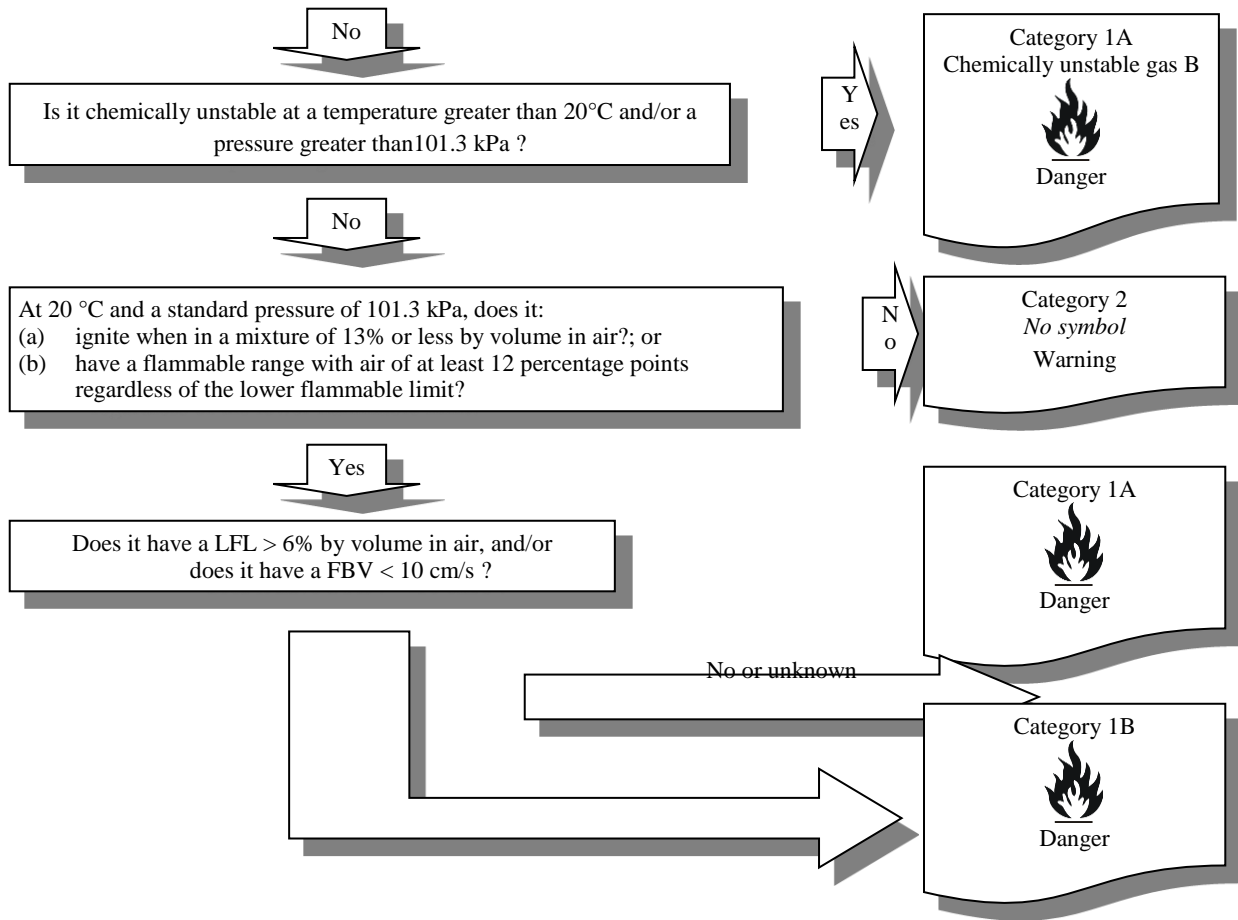 No
Is it chemically unstable at a temperature greater than 20°C and/or a
pressure greater than101.3 kPa ?
Y
es
Category 1A
Chemically unstable gas B
Danger
No
At 20 °C and a standard pressure of 101.3 kPa, does it:
(a) ignite when in a mixture of 13% or less by volume in air?; or
(b) have a flammable range with air of at least 12 percentage points
regardless of the lower flammable limit?
N
o
Category 2
No symbol
Warning
Yes
Does it have a LFL > 6% by volume in air, and/or
does it have a FBV < 10 cm/s ?
Category 1A
Danger
No or unknown
Category 1B
Danger